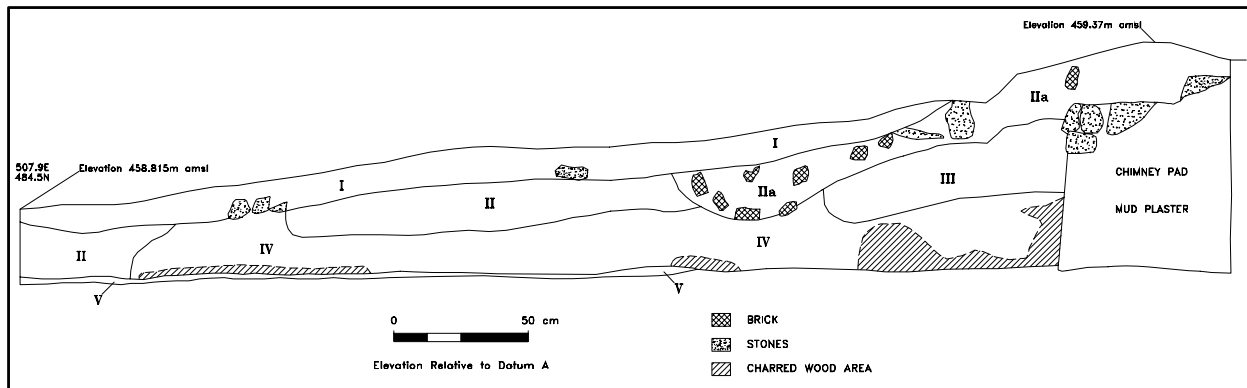 Elevation 459.37m amsl
IIa
I
507.9E
484.5N
Elevation 458.815m amsl
I
II
IIa
III
CHIMNEY PAD
MUD PLASTER
II
IV
IV
V
V
0 50 cm
Elevation Relative to Datum A
BRICK
STONES
CHARRED WOOD AREA